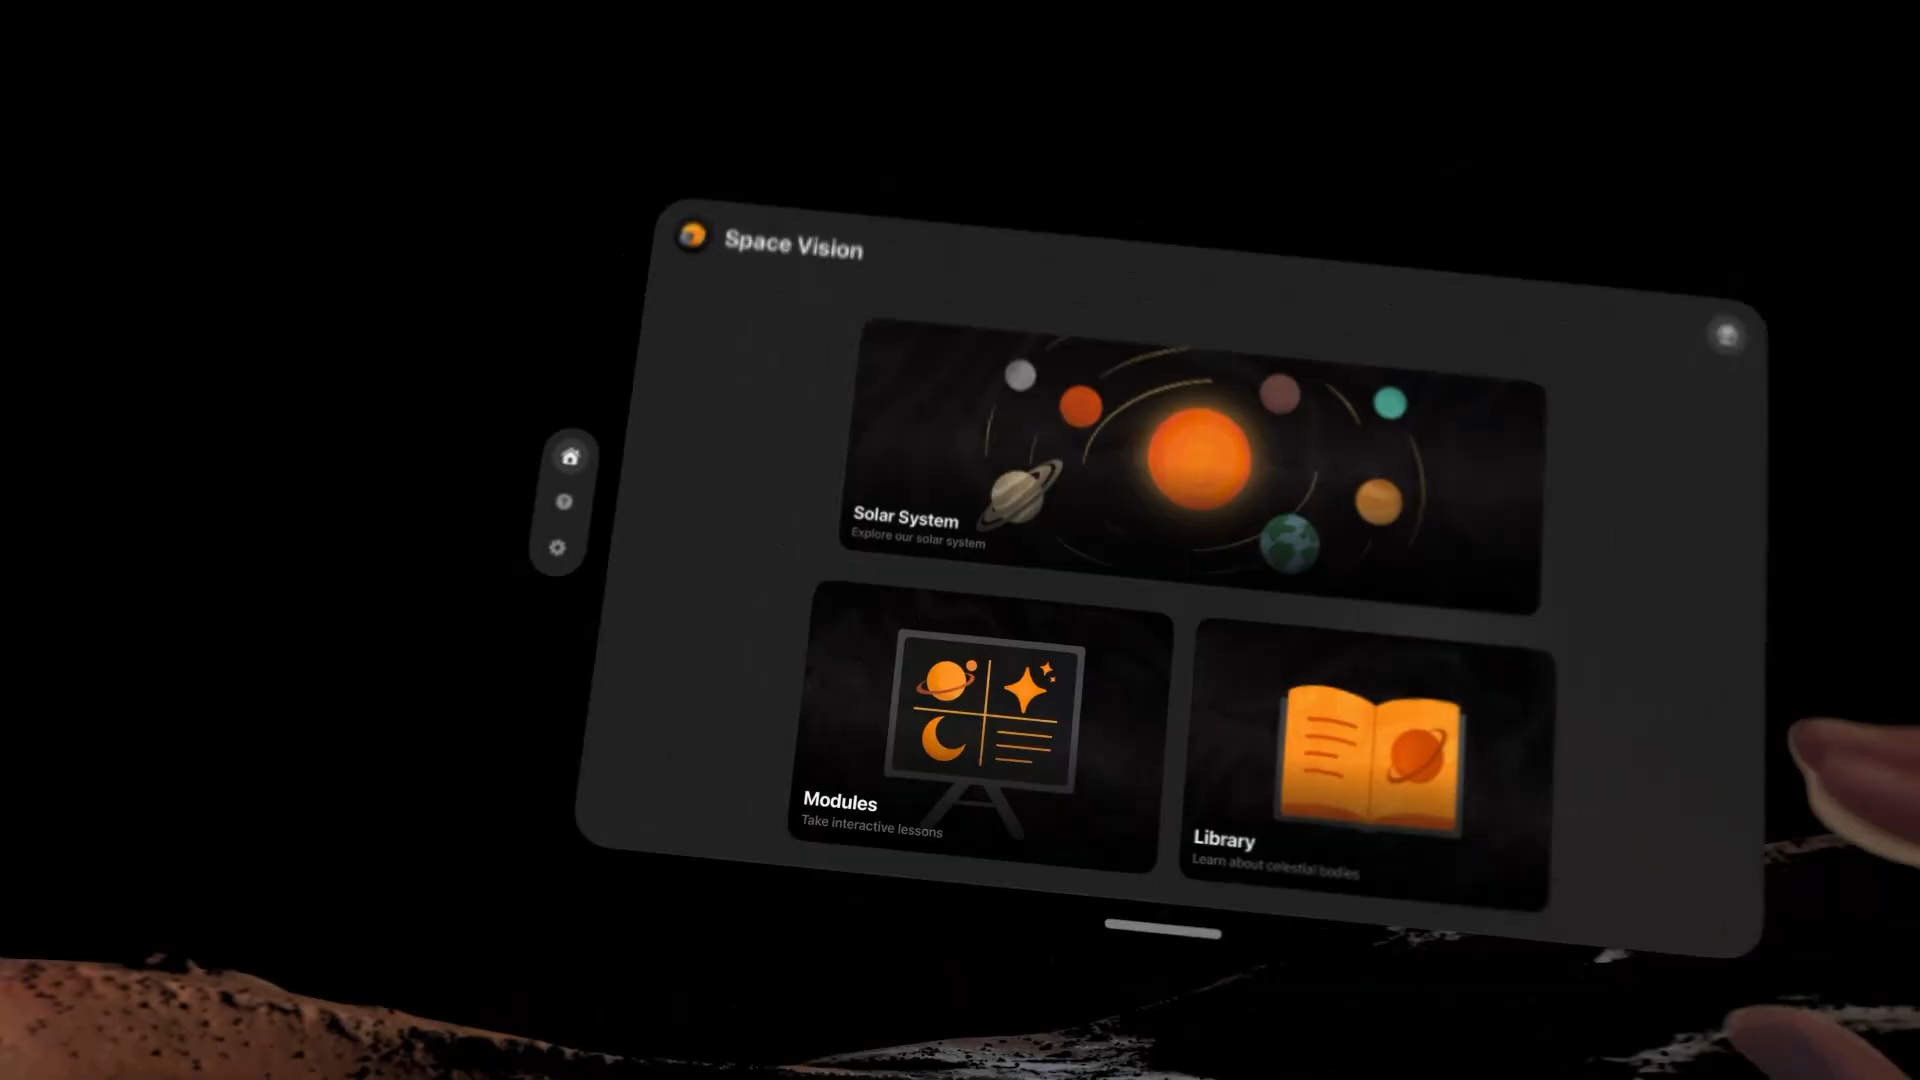 Space Vision
Solar System
Explore our solar system
Modules
Take interactive lessons
Library
Learn about celestial bodies